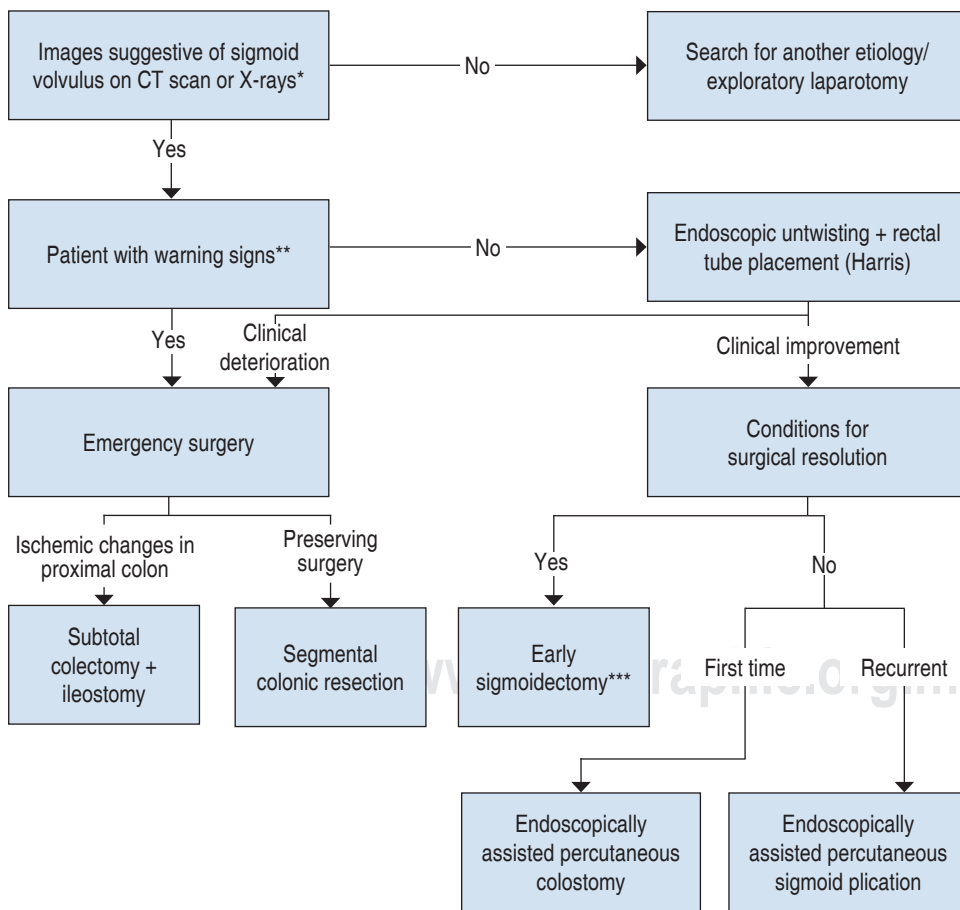 Images suggestive of sigmoid
volvulus on CT scan or X-rays*
No
Search for another etiology/
exploratory laparotomy
Yes
Patient with warning signs**
No
Endoscopic untwisting + rectal
tube placement (Harris)
Yes
Clinical
deterioration
Clinical improvement
Emergency surgery
Conditions for
surgical resolution
Ischemic changes in
proximal colon
Preserving
surgery
Yes
No
Subtotal
colectomy +
ileostomy
Segmental
colonic resection
Early
sigmoidectomy***
First time
Recurrent
Endoscopically
assisted percutaneous
colostomy
Endoscopically
assisted percutaneous
sigmoid plication